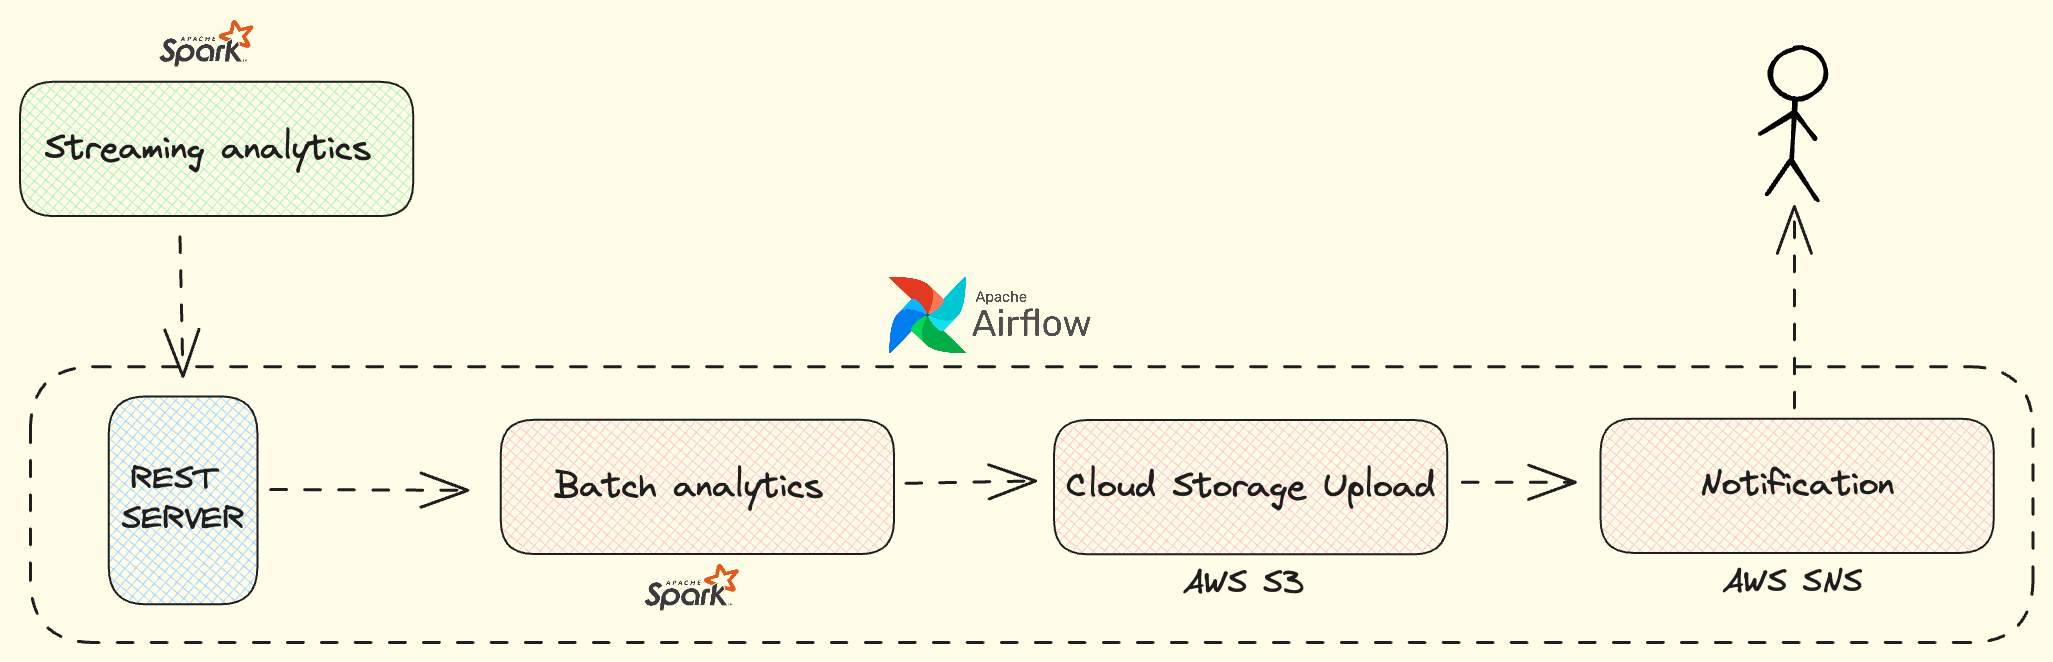 APACHE
Spark
Streaming analytics
Apache
Airflow
REST
SERVER
Batch analytics
Cloud Storage Upload
Notification
APACHE
Spark
AWS S3
AWS SNS